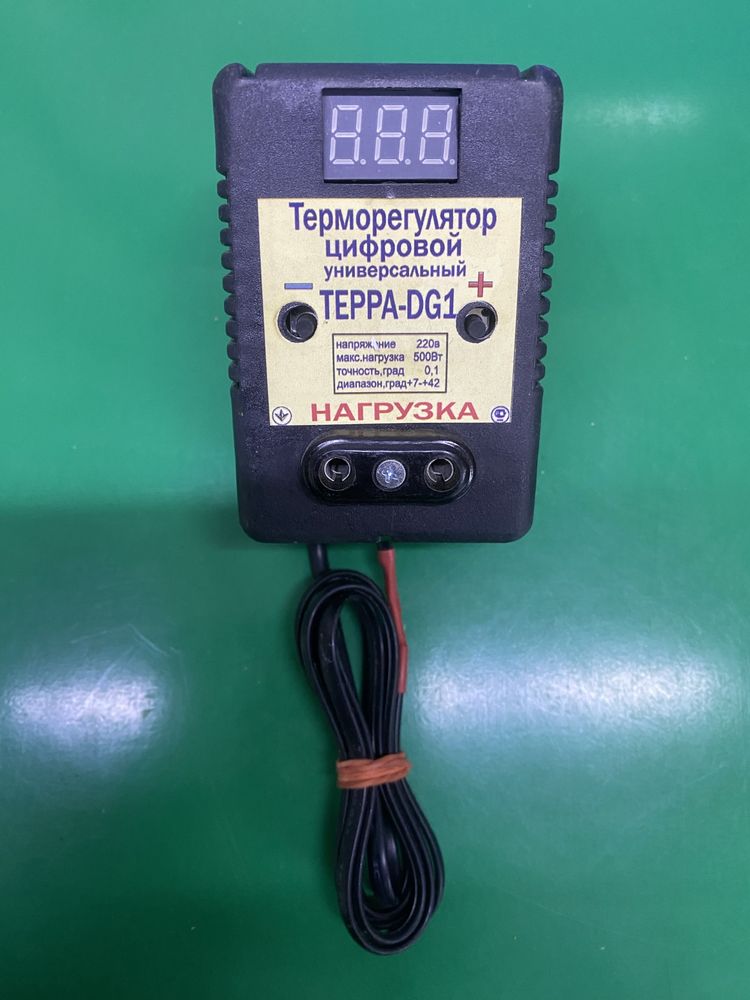 Терморегулятор
цифровой
универсальный
− ТЕРРА-DG1 +
напряжение 220в
макс.нагрузка 500Вт
точность,град 0,1
диапазон,град+7-+42
НАГРУЗКА